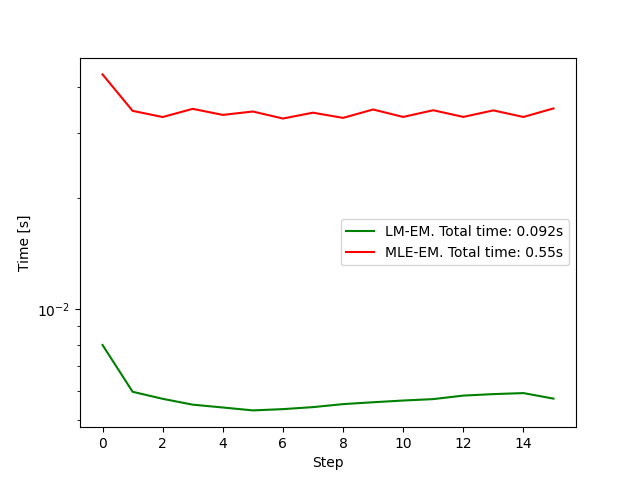 Time [s]
10⁻²
LM-EM. Total time: 0.092s
MLE-EM. Total time: 0.55s
0 2 4 6 8 10 12 14
Step